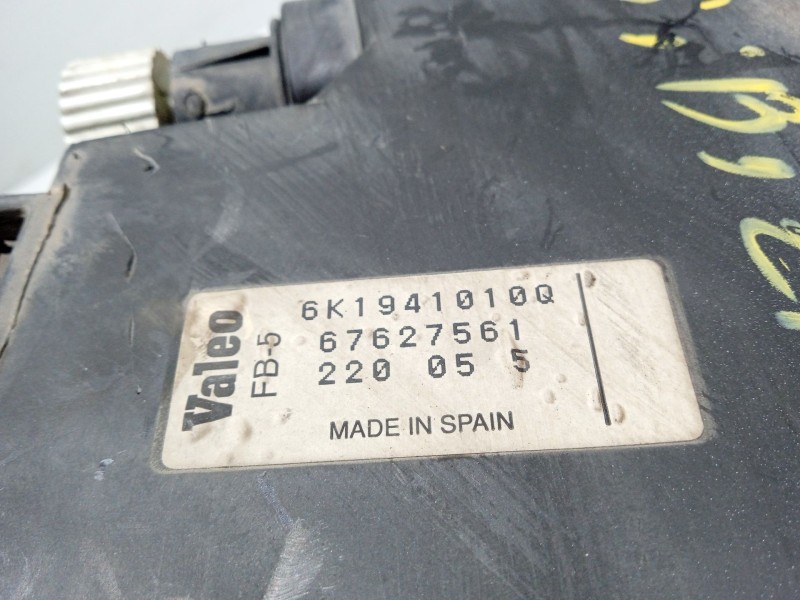 Valeo
FB-5
6K1941010Q
67627561
220 05 5
MADE IN SPAIN